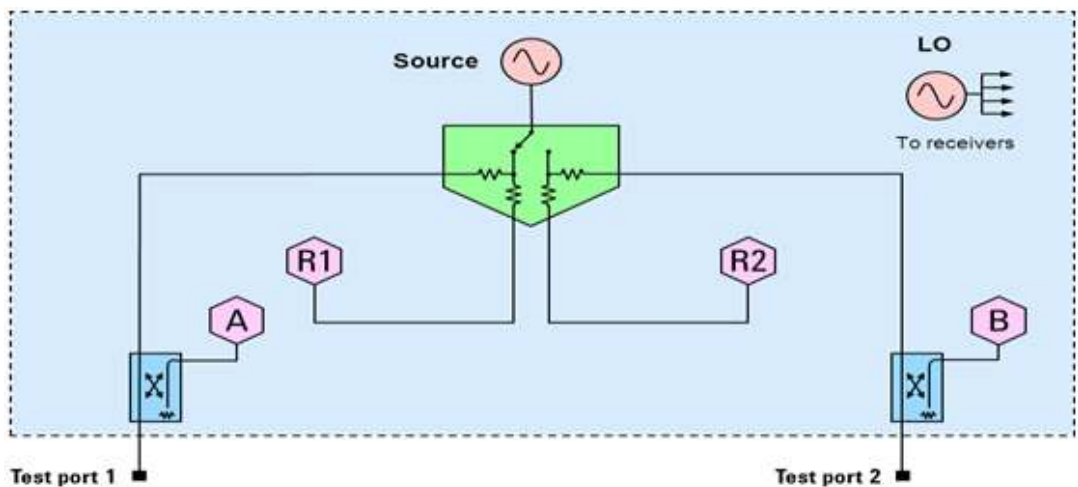 Source
LO
To receivers
R1
R2
A
B
Test port 1
Test port 2